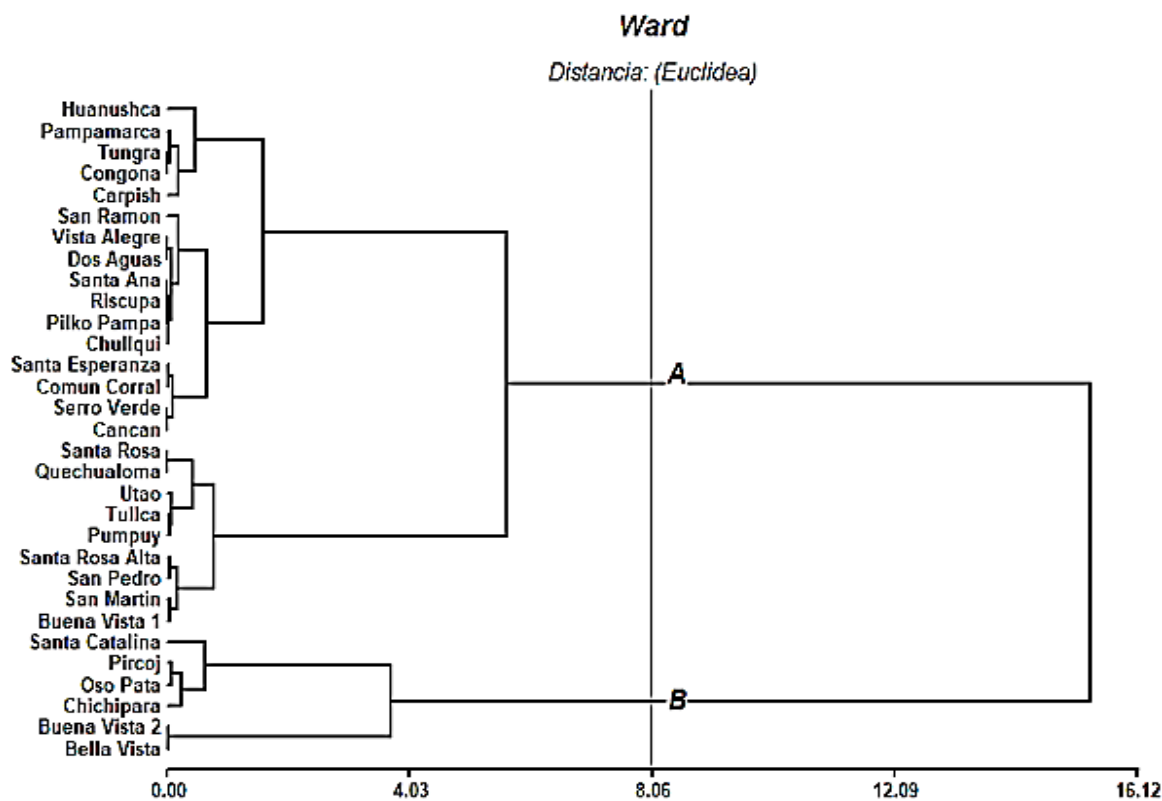 Ward
Distancia: (Euclidea)
Huanushca
Pampamarca
Tungra
Congona
Carpish
San Ramon
Vista Alegre
Dos Aguas
Santa Ana
Riscupa
Pilko Pampa
Chullqui
Santa Esperanza
Comun Corral
Serro Verde
Cancan
Santa Rosa
Quechualoma
Utao
Tullca
Pumpuy
Santa Rosa Alta
San Pedro
San Martin
Buena Vista 1
Santa Catalina
Pircoj
Oso Pata
Chichipara
Buena Vista 2
Bella Vista
A
B
0.00 4.03 8.06 12.09 16.12